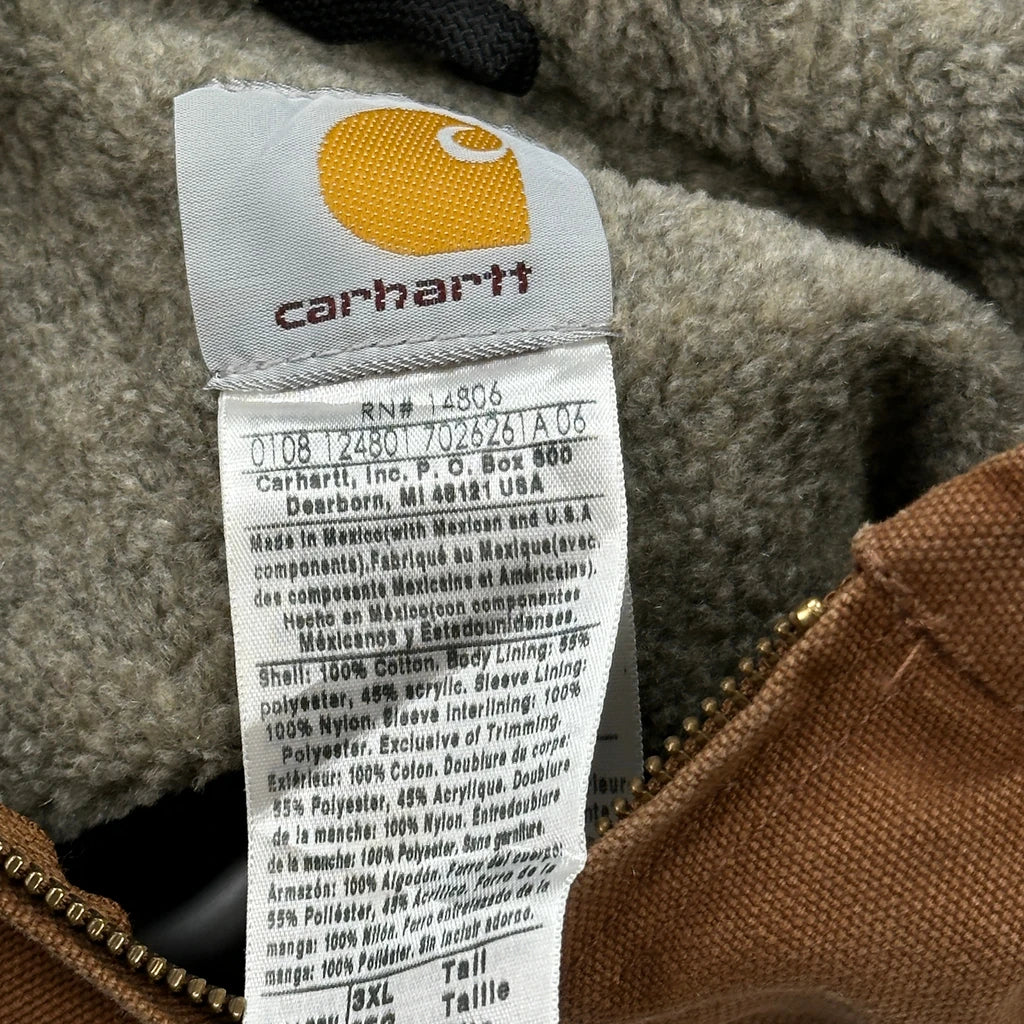 carhartt
RN# 14806
0108 124801 7026261A 06
Carhartt, Inc. P. O. Box 600
Dearborn, MI 48121 USA
Made in Mexico(with Mexican and U.S.A
components).Fabriqué au Mexique(avec
des composants Mexicains et Américains).
Hecho en México(con componentes
Méxicanos y Estadounidenses.
Shell: 100% Cotton. Body Lining: 55%
polyester, 45% acrylic. Sleeve Lining:
100% Nylon. Sleeve Interlining: 100%
Polyester. Exclusive of Trimming.
Extérieur: 100% Coton. Doublure du corps:
55% Polyester, 45% Acrylique. Doublure
de la manche: 100% Nylon. Entredoublure
de la manche: 100% Polyester. Sans garniture.
Armazón: 100% Algodón. Forro del cuerpo:
55% Poliéster, 45% Acrílico. Forro de la
manga: 100% Nilón. Forro entrelazado de la
manga: 100% Poliéster. Sin incluir adorno.
3XL Tall
Taille